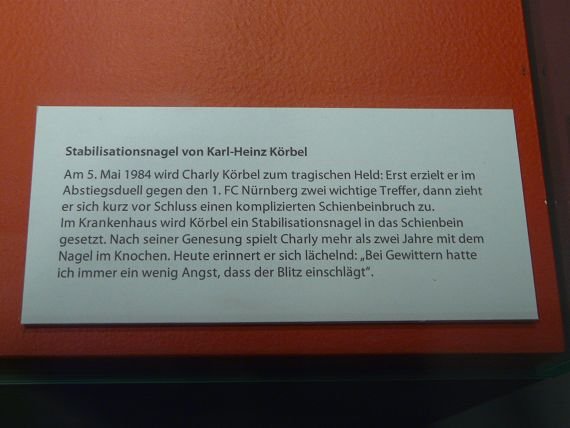 Stabilisationsnagel von Karl-Heinz Körbel
Am 5. Mai 1984 wird Charly Körbel zum tragischen Held: Erst erzielt er im
Abstiegsduell gegen den 1. FC Nürnberg zwei wichtige Treffer, dann zieht
er sich kurz vor Schluss einen komplizierten Schienbeinbruch zu.
Im Krankenhaus wird Körbel ein Stabilisationsnagel in das Schienbein
gesetzt. Nach seiner Genesung spielt Charly mehr als zwei Jahre mit dem
Nagel im Knochen. Heute erinnert er sich lächelnd: „Bei Gewittern hatte
ich immer ein wenig Angst, dass der Blitz einschlägt“.